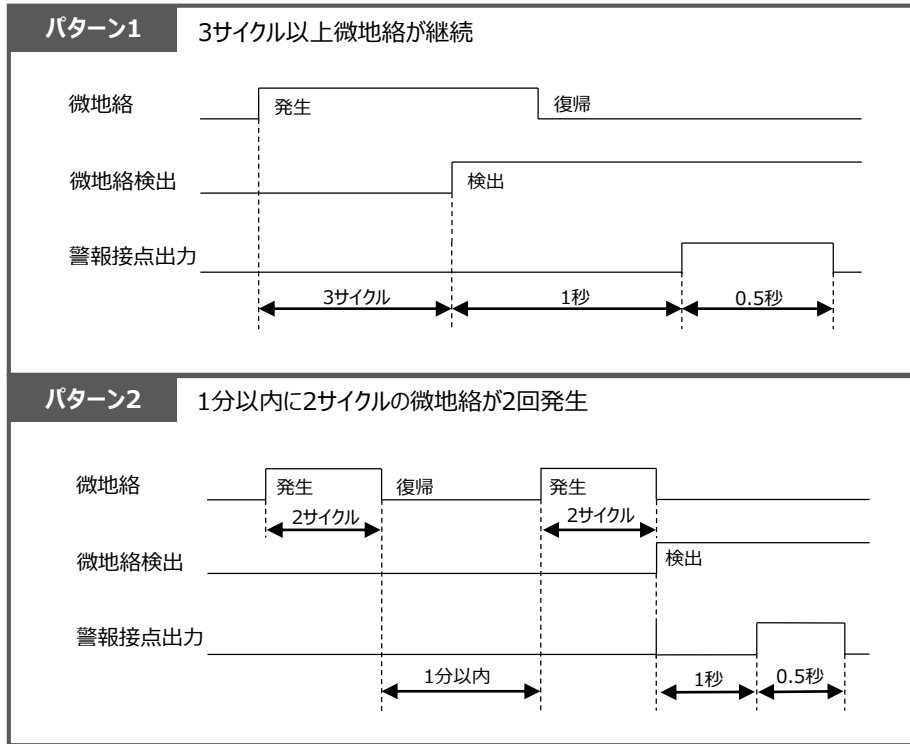 パターン1 3サイクル以上微地絡が継続
微地絡 発生 復帰
微地絡検出 検出
警報接点出力
3サイクル 1秒 0.5秒
パターン2 1分以内に2サイクルの微地絡が2回発生
微地絡 発生 復帰 発生
2サイクル 2サイクル
微地絡検出 検出
警報接点出力
1分以内 1秒 0.5秒